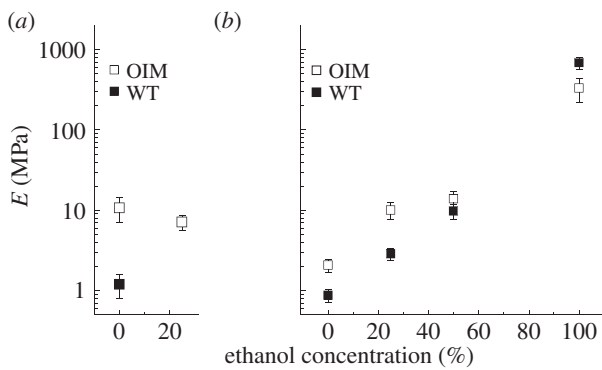 (a)
(b)
1000
100
10
1
E (MPa)
OIM
WT
OIM
WT
0 20
0 20 40 60 80 100
ethanol concentration (%)